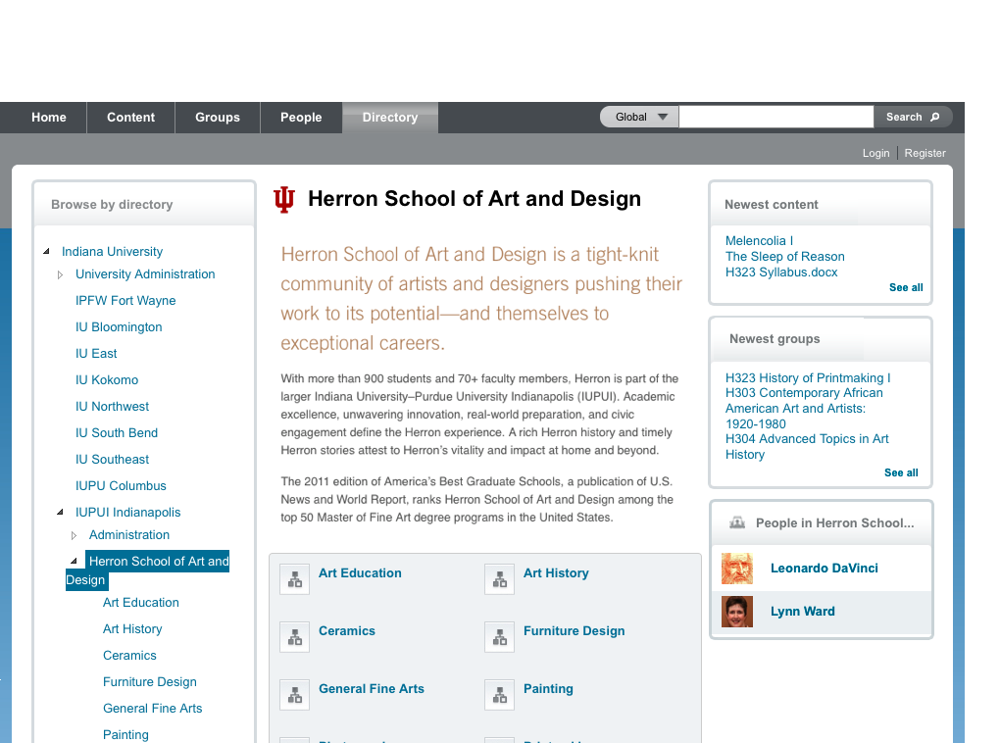 Home
Content
Groups
People
Directory
Global
Search
Login
Register
Browse by directory
Indiana University
University Administration
IPFW Fort Wayne
IU Bloomington
IU East
IU Kokomo
IU Northwest
IU South Bend
IU Southeast
IUPU Columbus
IUPUI Indianapolis
Administration
Herron School of Art and
Design
Art Education
Art History
Ceramics
Furniture Design
General Fine Arts
Painting
Herron School of Art and Design
Herron School of Art and Design is a tight-knit
community of artists and designers pushing their
work to its potential—and themselves to
exceptional careers.
With more than 900 students and 70+ faculty members, Herron is part of the
larger Indiana University–Purdue University Indianapolis (IUPUI). Academic
excellence, unwavering innovation, real-world preparation, and civic
engagement define the Herron experience. A rich Herron history and timely
Herron stories attest to Herron's vitality and impact at home and beyond.
The 2011 edition of America's Best Graduate Schools, a publication of U.S.
News and World Report, ranks Herron School of Art and Design among the
top 50 Master of Fine Art degree programs in the United States.
Art Education
Art History
Ceramics
Furniture Design
General Fine Arts
Painting
Newest content
Melencolia I
The Sleep of Reason
H323 Syllabus.docx
See all
Newest groups
H323 History of Printmaking I
H303 Contemporary African
American Art and Artists:
1920-1980
H304 Advanced Topics in Art
History
See all
People in Herron School...
Leonardo DaVinci
Lynn Ward